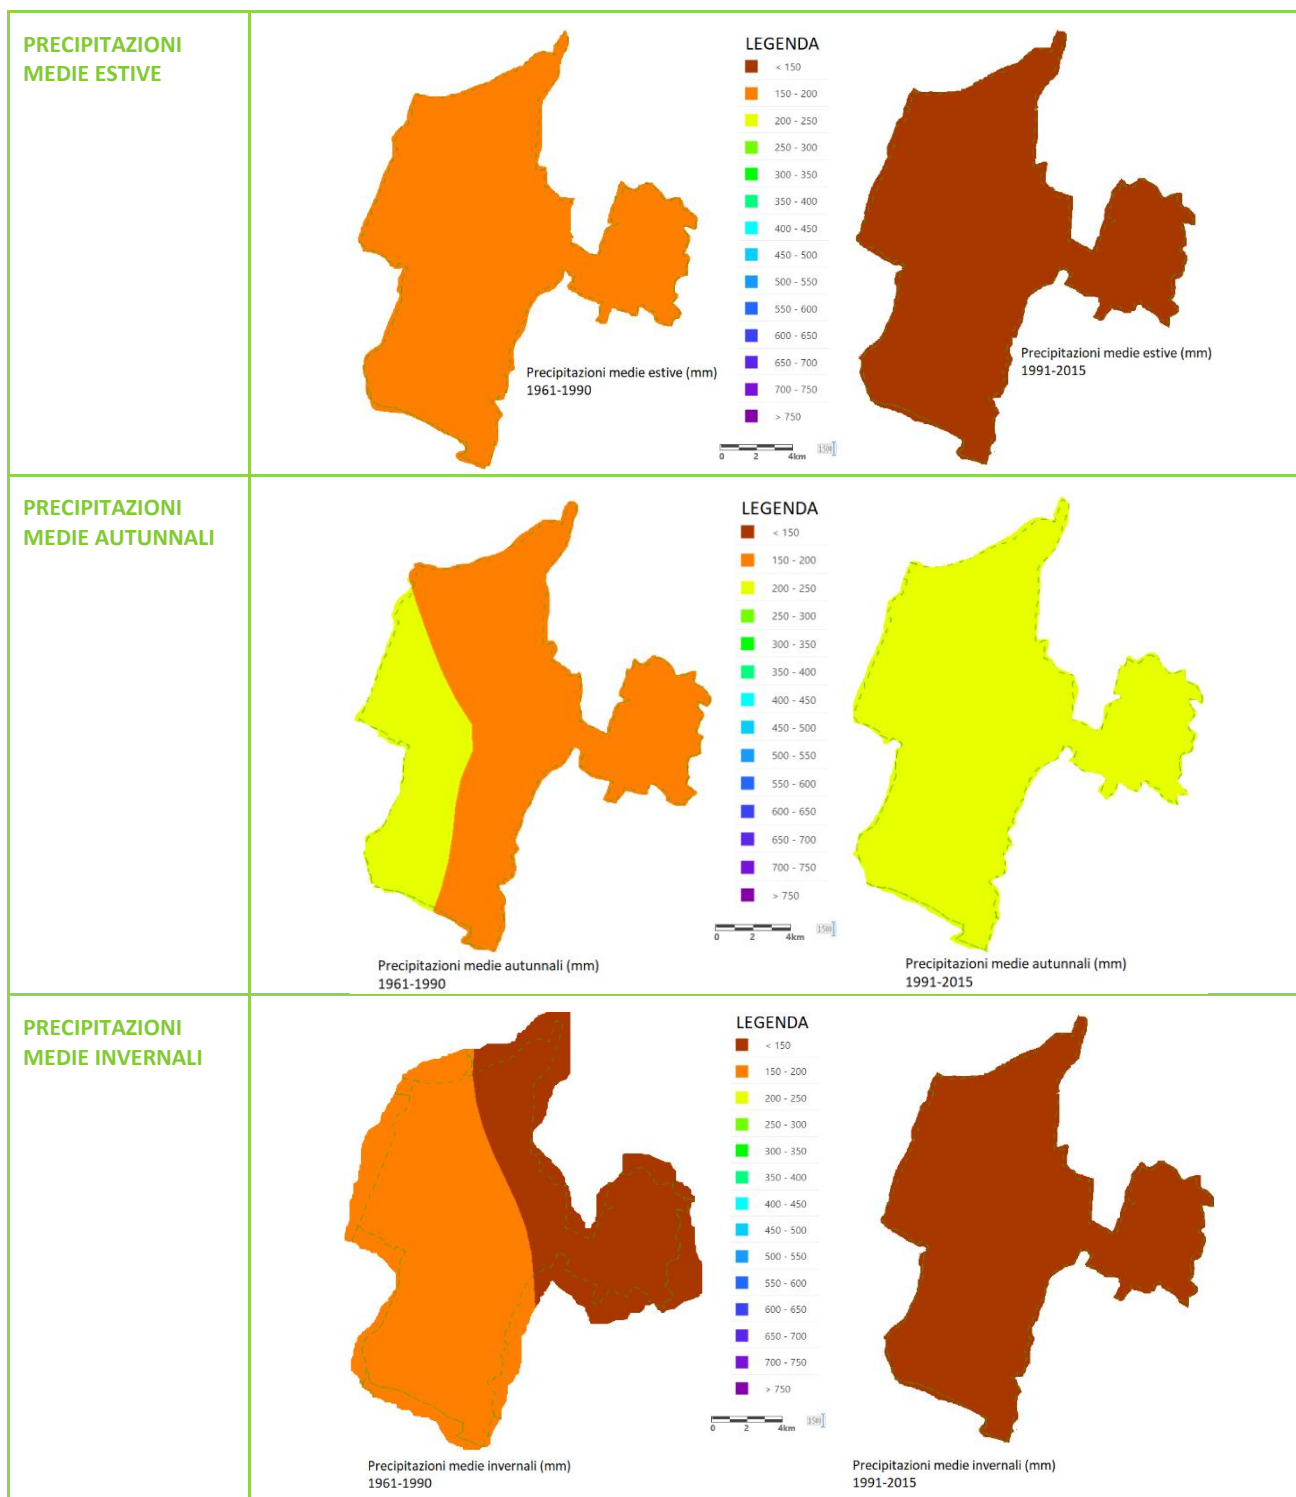 PRECIPITAZIONI
MEDIE ESTIVE
LEGENDA
< 150
150 - 200
200 - 250
250 - 300
300 - 350
350 - 400
400 - 450
450 - 500
500 - 550
550 - 600
600 - 650
650 - 700
700 - 750
> 750
0 2 4km
Precipitazioni medie estive (mm)
1961-1990
Precipitazioni medie estive (mm)
1991-2015
PRECIPITAZIONI
MEDIE AUTUNNALI
LEGENDA
< 150
150 - 200
200 - 250
250 - 300
300 - 350
350 - 400
400 - 450
450 - 500
500 - 550
550 - 600
600 - 650
650 - 700
700 - 750
> 750
0 2 4km
Precipitazioni medie autunnali (mm)
1961-1990
Precipitazioni medie autunnali (mm)
1991-2015
PRECIPITAZIONI
MEDIE INVERNALI
LEGENDA
< 150
150 - 200
200 - 250
250 - 300
300 - 350
350 - 400
400 - 450
450 - 500
500 - 550
550 - 600
600 - 650
650 - 700
700 - 750
> 750
0 2 4km
Precipitazioni medie invernali (mm)
1961-1990
Precipitazioni medie invernali (mm)
1991-2015